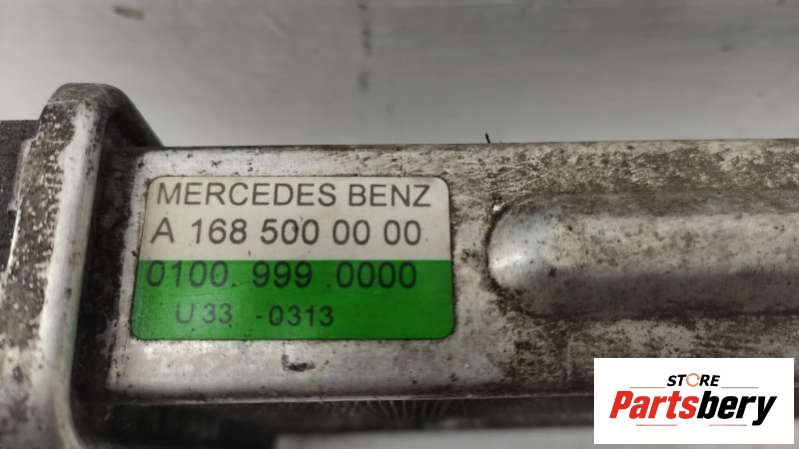 MERCEDES BENZ
A 168 500 00 00
0100. 999 .0000
U 33 - 0313
STORE
Partsbery